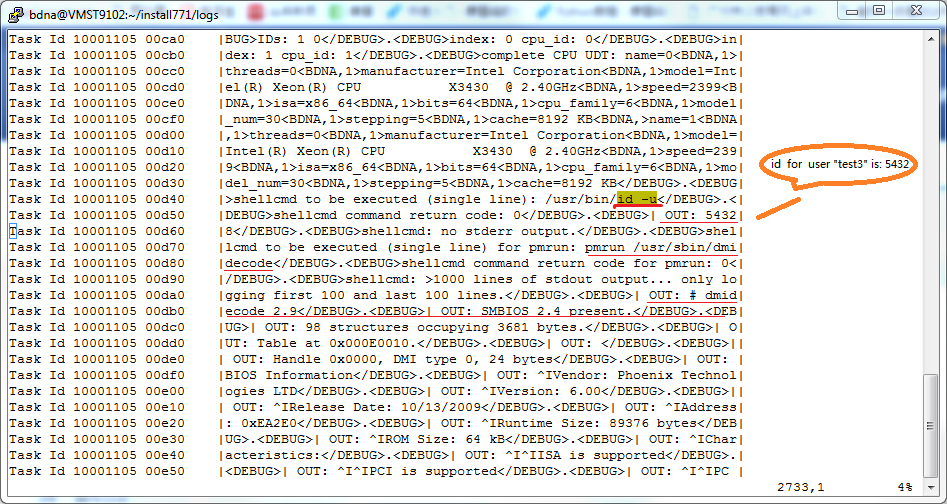 bdna@VMST9102:~/install771/logs
Task Id 10001105 00ca0 |BUG>IDs: 1 0</DEBUG>.<DEBUG>index: 0 cpu_id: 0</DEBUG>.<DEBUG>in|
Task Id 10001105 00cb0 |dex: 1 cpu_id: 1</DEBUG>.<DEBUG>complete CPU UDT: name=0<BDNA,1>|
Task Id 10001105 00cc0 |threads=0<BDNA,1>manufacturer=Intel Corporation<BDNA,1>model=Int|
Task Id 10001105 00cd0 |el(R) Xeon(R) CPU X3430 @ 2.40GHz<BDNA,1>speed=2399<B|
Task Id 10001105 00ce0 |DNA,1>isa=x86_64<BDNA,1>bits=64<BDNA,1>cpu_family=6<BDNA,1>model|
Task Id 10001105 00cf0 |_num=30<BDNA,1>stepping=5<BDNA,1>cache=8192 KB<BDNA,1>name=1<BDNA|
Task Id 10001105 00d00 |,1>threads=0<BDNA,1>manufacturer=Intel Corporation<BDNA,1>model=|
Task Id 10001105 00d10 |Intel(R) Xeon(R) CPU X3430 @ 2.40GHz<BDNA,1>speed=239|
Task Id 10001105 00d20 |9<BDNA,1>isa=x86_64<BDNA,1>bits=64<BDNA,1>cpu_family=6<BDNA,1>mo|
id for user "test3" is: 5432
Task Id 10001105 00d30 |del_num=30<BDNA,1>stepping=5<BDNA,1>cache=8192 KB</DEBUG>.<DEBUG|
Task Id 10001105 00d40 |>shellcmd to be executed (single line): /usr/bin/id -u</DEBUG>.<D|
Task Id 10001105 00d50 |EBUG>shellcmd command return code: 0</DEBUG>.<DEBUG>| OUT: 5432|
Task Id 10001105 00d60 |8</DEBUG>.<DEBUG>shellcmd: no stderr output.</DEBUG>.<DEBUG>shel|
Task Id 10001105 00d70 |lcmd to be executed (single line) for pmrun: pmrun /usr/sbin/dmi|
Task Id 10001105 00d80 |decode</DEBUG>.<DEBUG>shellcmd command return code for pmrun: 0<|
Task Id 10001105 00d90 |/DEBUG>.<DEBUG>shellcmd: >1000 lines of stdout output... only lo|
Task Id 10001105 00da0 |gging first 100 and last 100 lines.</DEBUG>.<DEBUG>| OUT: # dmid|
Task Id 10001105 00db0 |ecode 2.9</DEBUG>.<DEBUG>| OUT: SMBIOS 2.4 present.</DEBUG>.<DEB|
Task Id 10001105 00dc0 |UG>| OUT: 98 structures occupying 3681 bytes.</DEBUG>.<DEBUG>| O|
Task Id 10001105 00dd0 |UT: Table at 0x000E0010.</DEBUG>.<DEBUG>| OUT: </DEBUG>.<DEBUG>||
Task Id 10001105 00de0 | OUT: Handle 0x0000, DMI type 0, 24 bytes</DEBUG>.<DEBUG>| OUT: |
Task Id 10001105 00df0 |BIOS Information</DEBUG>.<DEBUG>| OUT: ^IVendor: Phoenix Technol|
Task Id 10001105 00e00 |ogies LTD</DEBUG>.<DEBUG>| OUT: ^IVersion: 6.00</DEBUG>.<DEBUG>||
Task Id 10001105 00e10 | OUT: ^IRelease Date: 10/13/2009</DEBUG>.<DEBUG>| OUT: ^IAddress|
Task Id 10001105 00e20 |: 0xEA2E0</DEBUG>.<DEBUG>| OUT: ^IRuntime Size: 89376 bytes</DEB|
Task Id 10001105 00e30 |UG>.<DEBUG>| OUT: ^IROM Size: 64 kB</DEBUG>.<DEBUG>| OUT: ^IChar|
Task Id 10001105 00e40 |acteristics:</DEBUG>.<DEBUG>| OUT: ^I^IISA is supported</DEBUG>.|
Task Id 10001105 00e50 |<DEBUG>| OUT: ^I^IPCI is supported</DEBUG>.<DEBUG>| OUT: ^I^IPC |
2733,1 4%